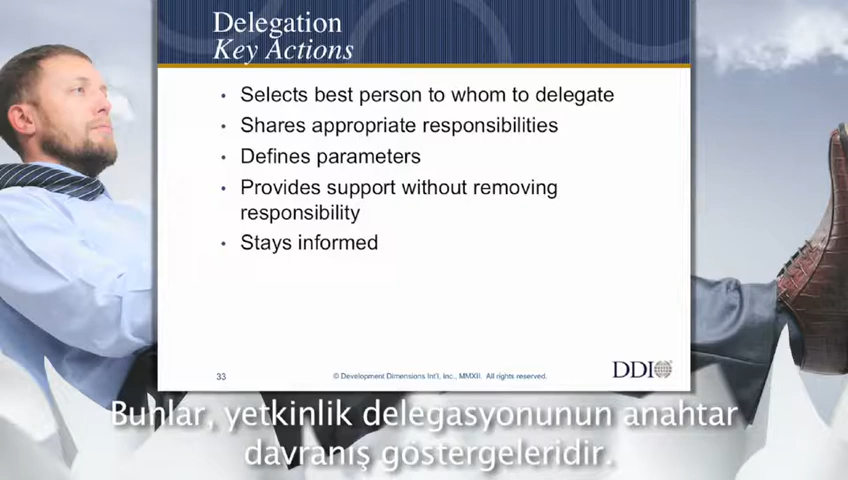 Delegation
Key Actions
• Selects best person to whom to delegate
• Shares appropriate responsibilities
• Defines parameters
• Provides support without removing
responsibility
• Stays informed
33
© Development Dimensions Int'l, Inc., MMXII. All rights reserved.
DDI
Bunlar, yetkinlik delegasyonunun anahtar
davranış göstergeleridir.